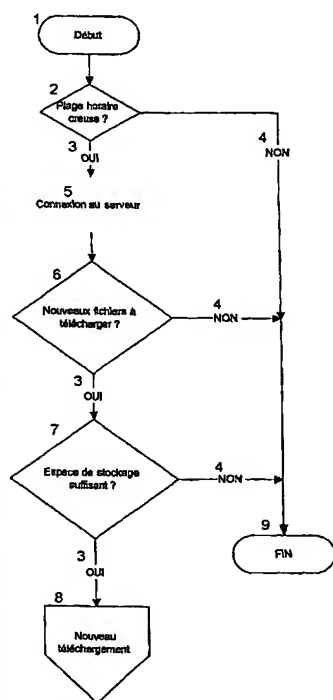 1
Début
2
Plage horaire
creuse ?
3
OUI
4
NON
5
Connexion au serveur
6
Nouveaux fichiers à
télécharger ?
4
NON
3
OUI
7
Espace de stockage
suffisant ?
4
NON
3
OUI
9
FIN
8
Nouveau
téléchargement